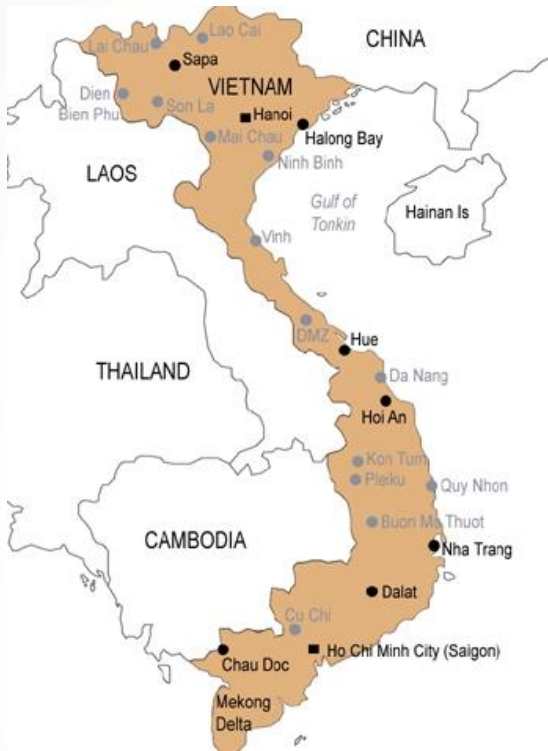 Lao Cai
CHINA
Lai Chau
Sapa
VIETNAM
Dien
Bien Phu
Son La
Hanoi
Halong Bay
Mai Chau
Ninh Binh
LAOS
Gulf of
Tonkin
Hainan Is
Vinh
DMZ
Hue
THAILAND
Da Nang
Hoi An
Kon Tum
Pleiku
Quy Nhon
Buon Ma Thuot
CAMBODIA
Nha Trang
Dalat
Cu Chi
Ho Chi Minh City (Saigon)
Chau Doc
Mekong
Delta